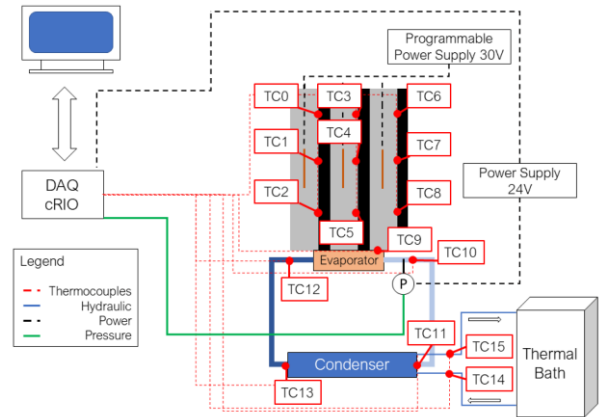 Programmable
Power Supply 30V
TC0
TC3
TC6
TC1
TC4
TC7
DAQ
cRIO
TC2
TC8
Power Supply
24V
TC5
TC9
Legend
Thermocouples
Hydraulic
Power
Pressure
Evaporator
TC10
TC12
P
TC11
TC15
Condenser
TC14
TC13
Thermal
Bath